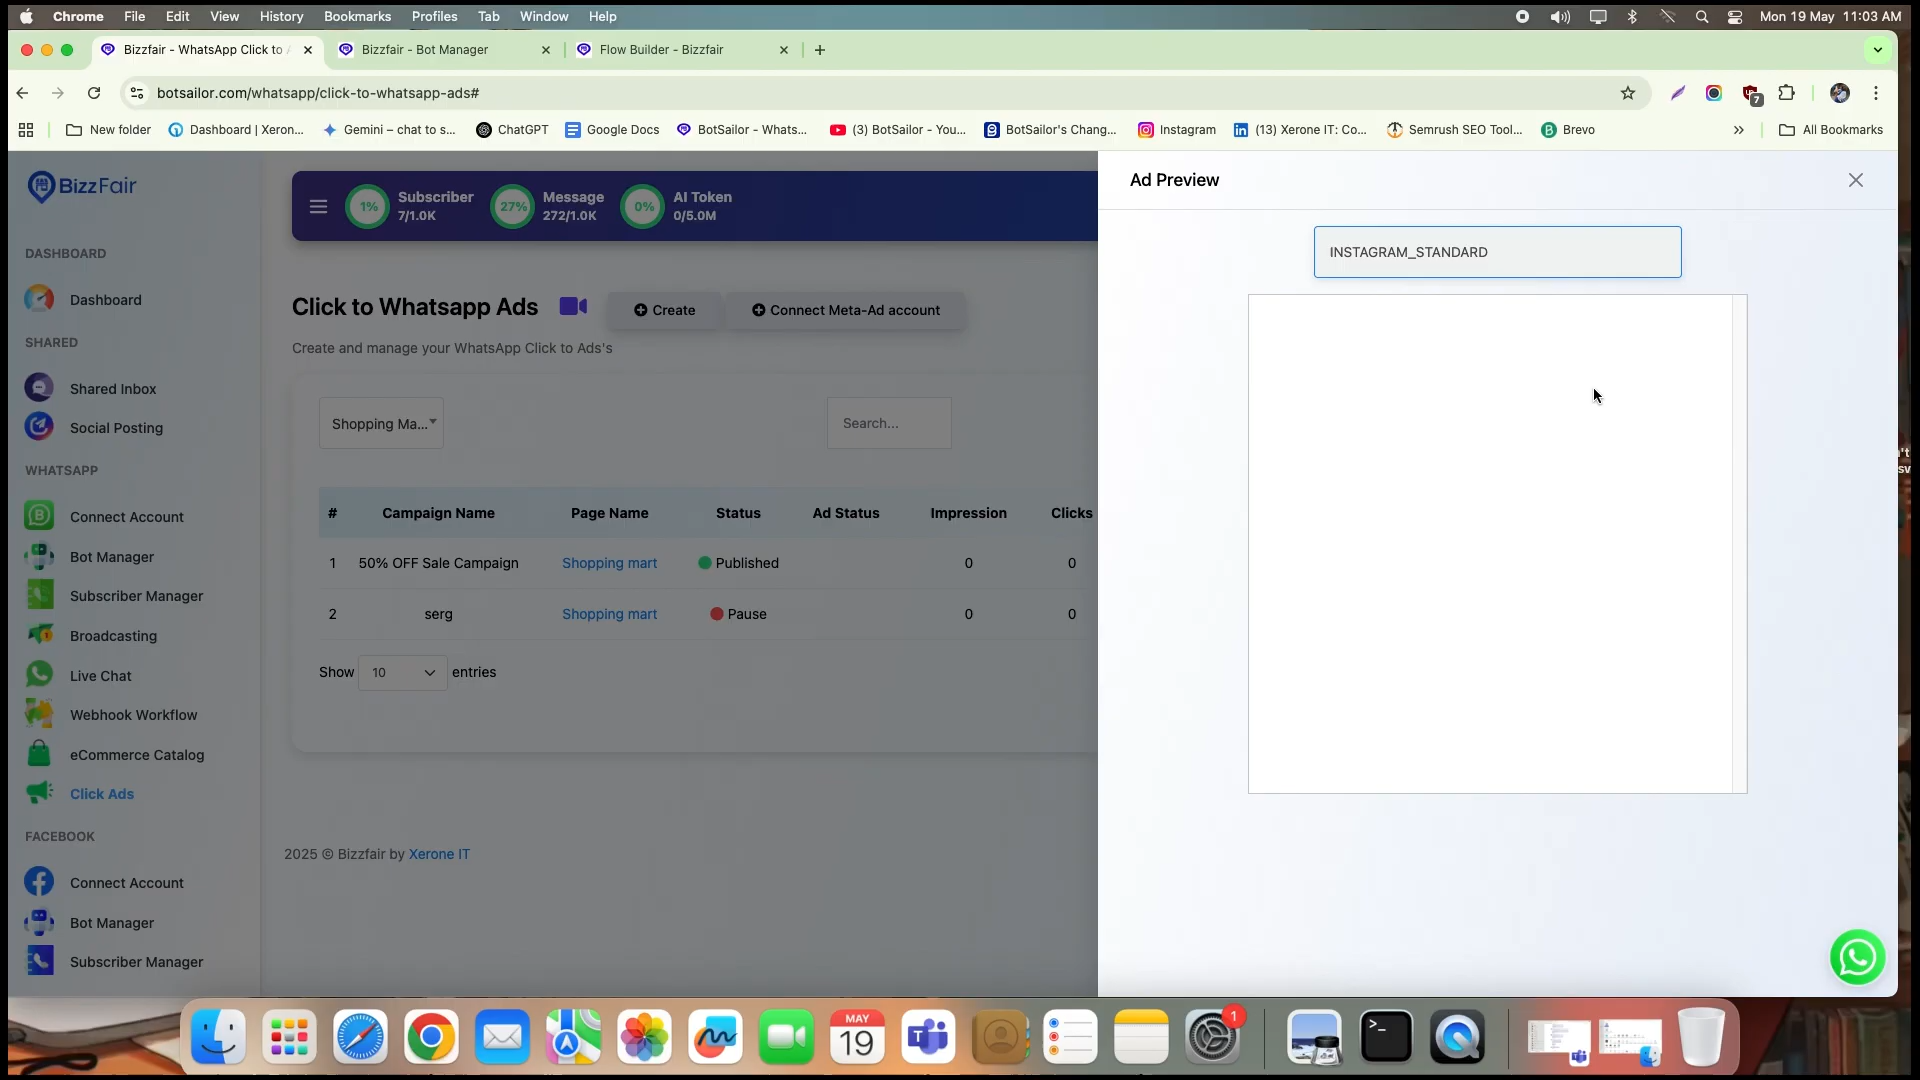 Chrome File Edit View History Bookmarks Profiles Tab Window Help Mon 19 May 11:03 AM
Bizzfair - WhatsApp Click to Bizzfair - Bot Manager Flow Builder - Bizzfair
botsailor.com/whatsapp/click-to-whatsapp-ads#
7
New folder Dashboard | Xeron... Gemini – chat to s... ChatGPT Google Docs BotSailor - Whats... (3) BotSailor - You... BotSailor's Chang... Instagram (13) Xerone IT: Co... Semrush SEO Tool... Brevo » All Bookmarks
BizzFair
DASHBOARD
Dashboard
SHARED
Shared Inbox
Social Posting
WHATSAPP
Connect Account
Bot Manager
Subscriber Manager
Broadcasting
Live Chat
Webhook Workflow
eCommerce Catalog
Click Ads
FACEBOOK
Connect Account
Bot Manager
Subscriber Manager
1% Subscriber 7/1.0K
27% Message 272/1.0K
0% AI Token 0/5.0M
Click to Whatsapp Ads Create Connect Meta-Ad account
Create and manage your WhatsApp Click to Ads's
Shopping Ma... Search...
# Campaign Name Page Name Status Ad Status Impression Clicks
1 50% OFF Sale Campaign Shopping mart Published 0 0
2 serg Shopping mart Pause 0 0
Show 10 entries
2025 © Bizzfair by Xerone IT
Ad Preview
INSTAGRAM_STANDARD
MAY
19
1